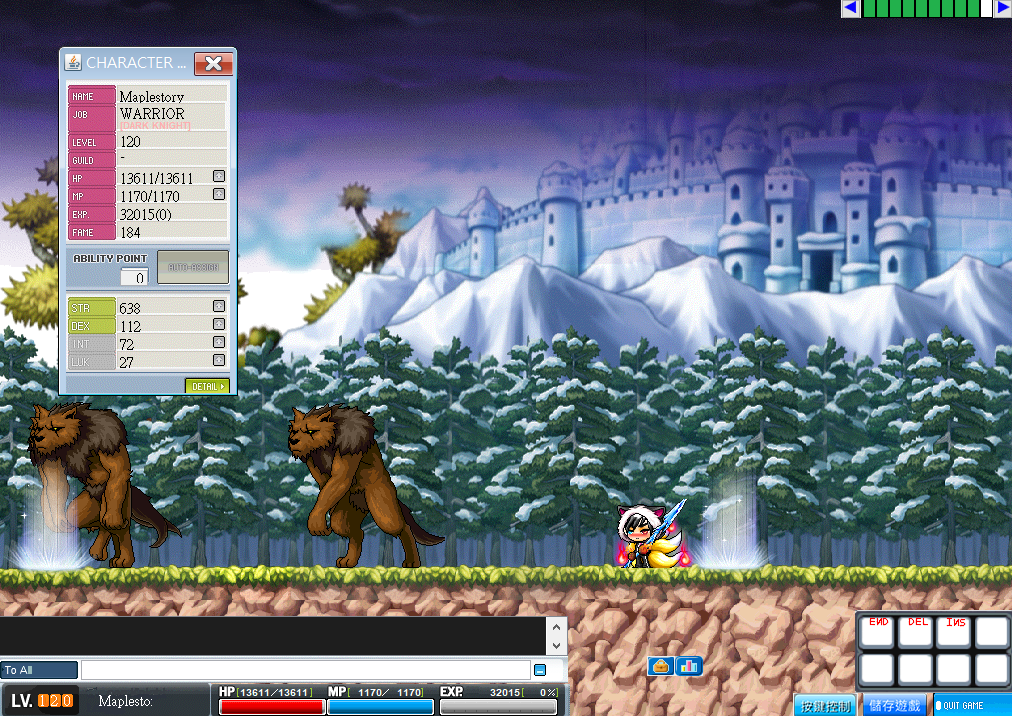 CHARACTER ...
NAME Maplestory
JOB WARRIOR
[DARK KNIGHT]
LEVEL 120
GUILD -
HP 13611/13611
MP 1170/1170
EXP. 32015(0)
FAME 184
ABILITY POINT
0
AUTO-ASSIGN
STR 638
DEX 112
INT 72
LUK 27
DETAIL
END DEL INS
To All
LV. 120 Maplesto:
HP[13611/13611] MP[1170/1170] EXP. 32015[0%]
按鍵控制 儲存遊戲 QUIT GAME